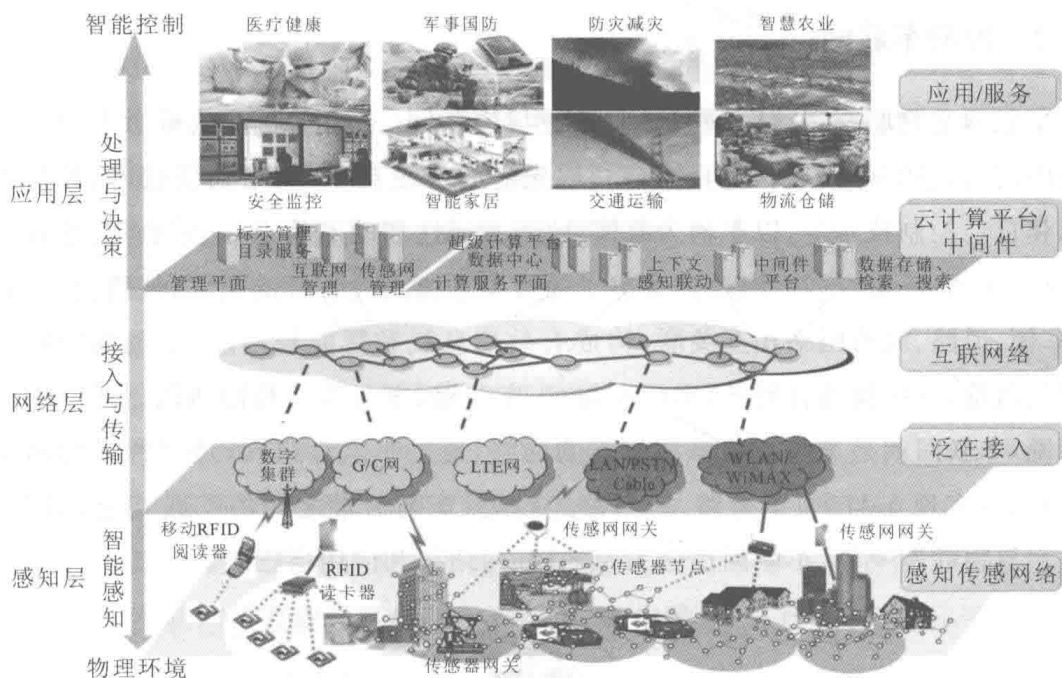 智能控制
医疗健康
军事国防
防灾减灾
智慧农业
应用/服务
处理与决策
应用层
安全监控
智能家居
交通运输
物流仓储
云计算平台/
中间件
标示管理
目录服务
互联网
管理
传感网
管理
管理平面
超级计算平台
数据中心
计算服务平面
上下文
感知联动
中间件
平台
数据存储、
检索、搜索
接入与传输
网络层
互联网络
数字
集群
G/C网
LTE网
LAN/PSTN/
Cable
WLAN/
WiMAX
泛在接入
移动RFID
阅读器
传感网网关
传感网网关
智能感知
感知层
RFID
读卡器
传感器节点
感知传感网络
传感器网关
物理环境